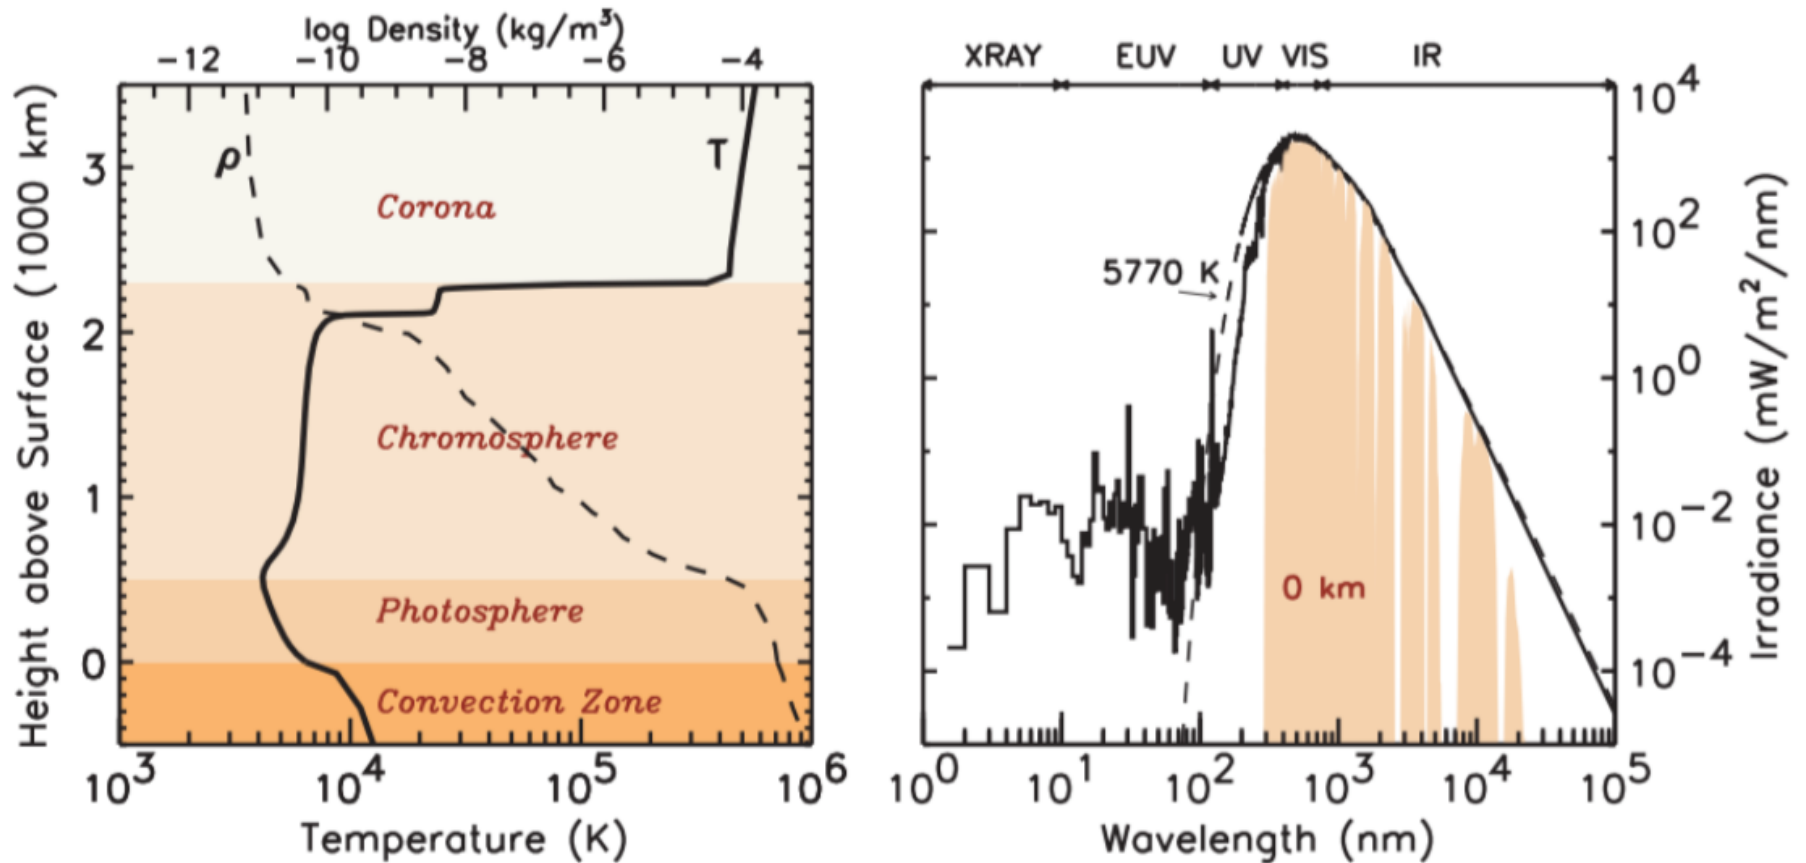 log Density (kg/m³)
−12 −10 −8 −6 −4
Height above Surface (1000 km)
3
2
1
0
ρ
T
Corona
Chromosphere
Photosphere
Convection Zone
10³ 10⁴ 10⁵ 10⁶
Temperature (K)
XRAY EUV UV VIS IR
5770 K
0 km
10⁴
10²
10⁰
10⁻²
10⁻⁴
Irradiance (mW/m²/nm)
10⁰ 10¹ 10² 10³ 10⁴ 10⁵
Wavelength (nm)